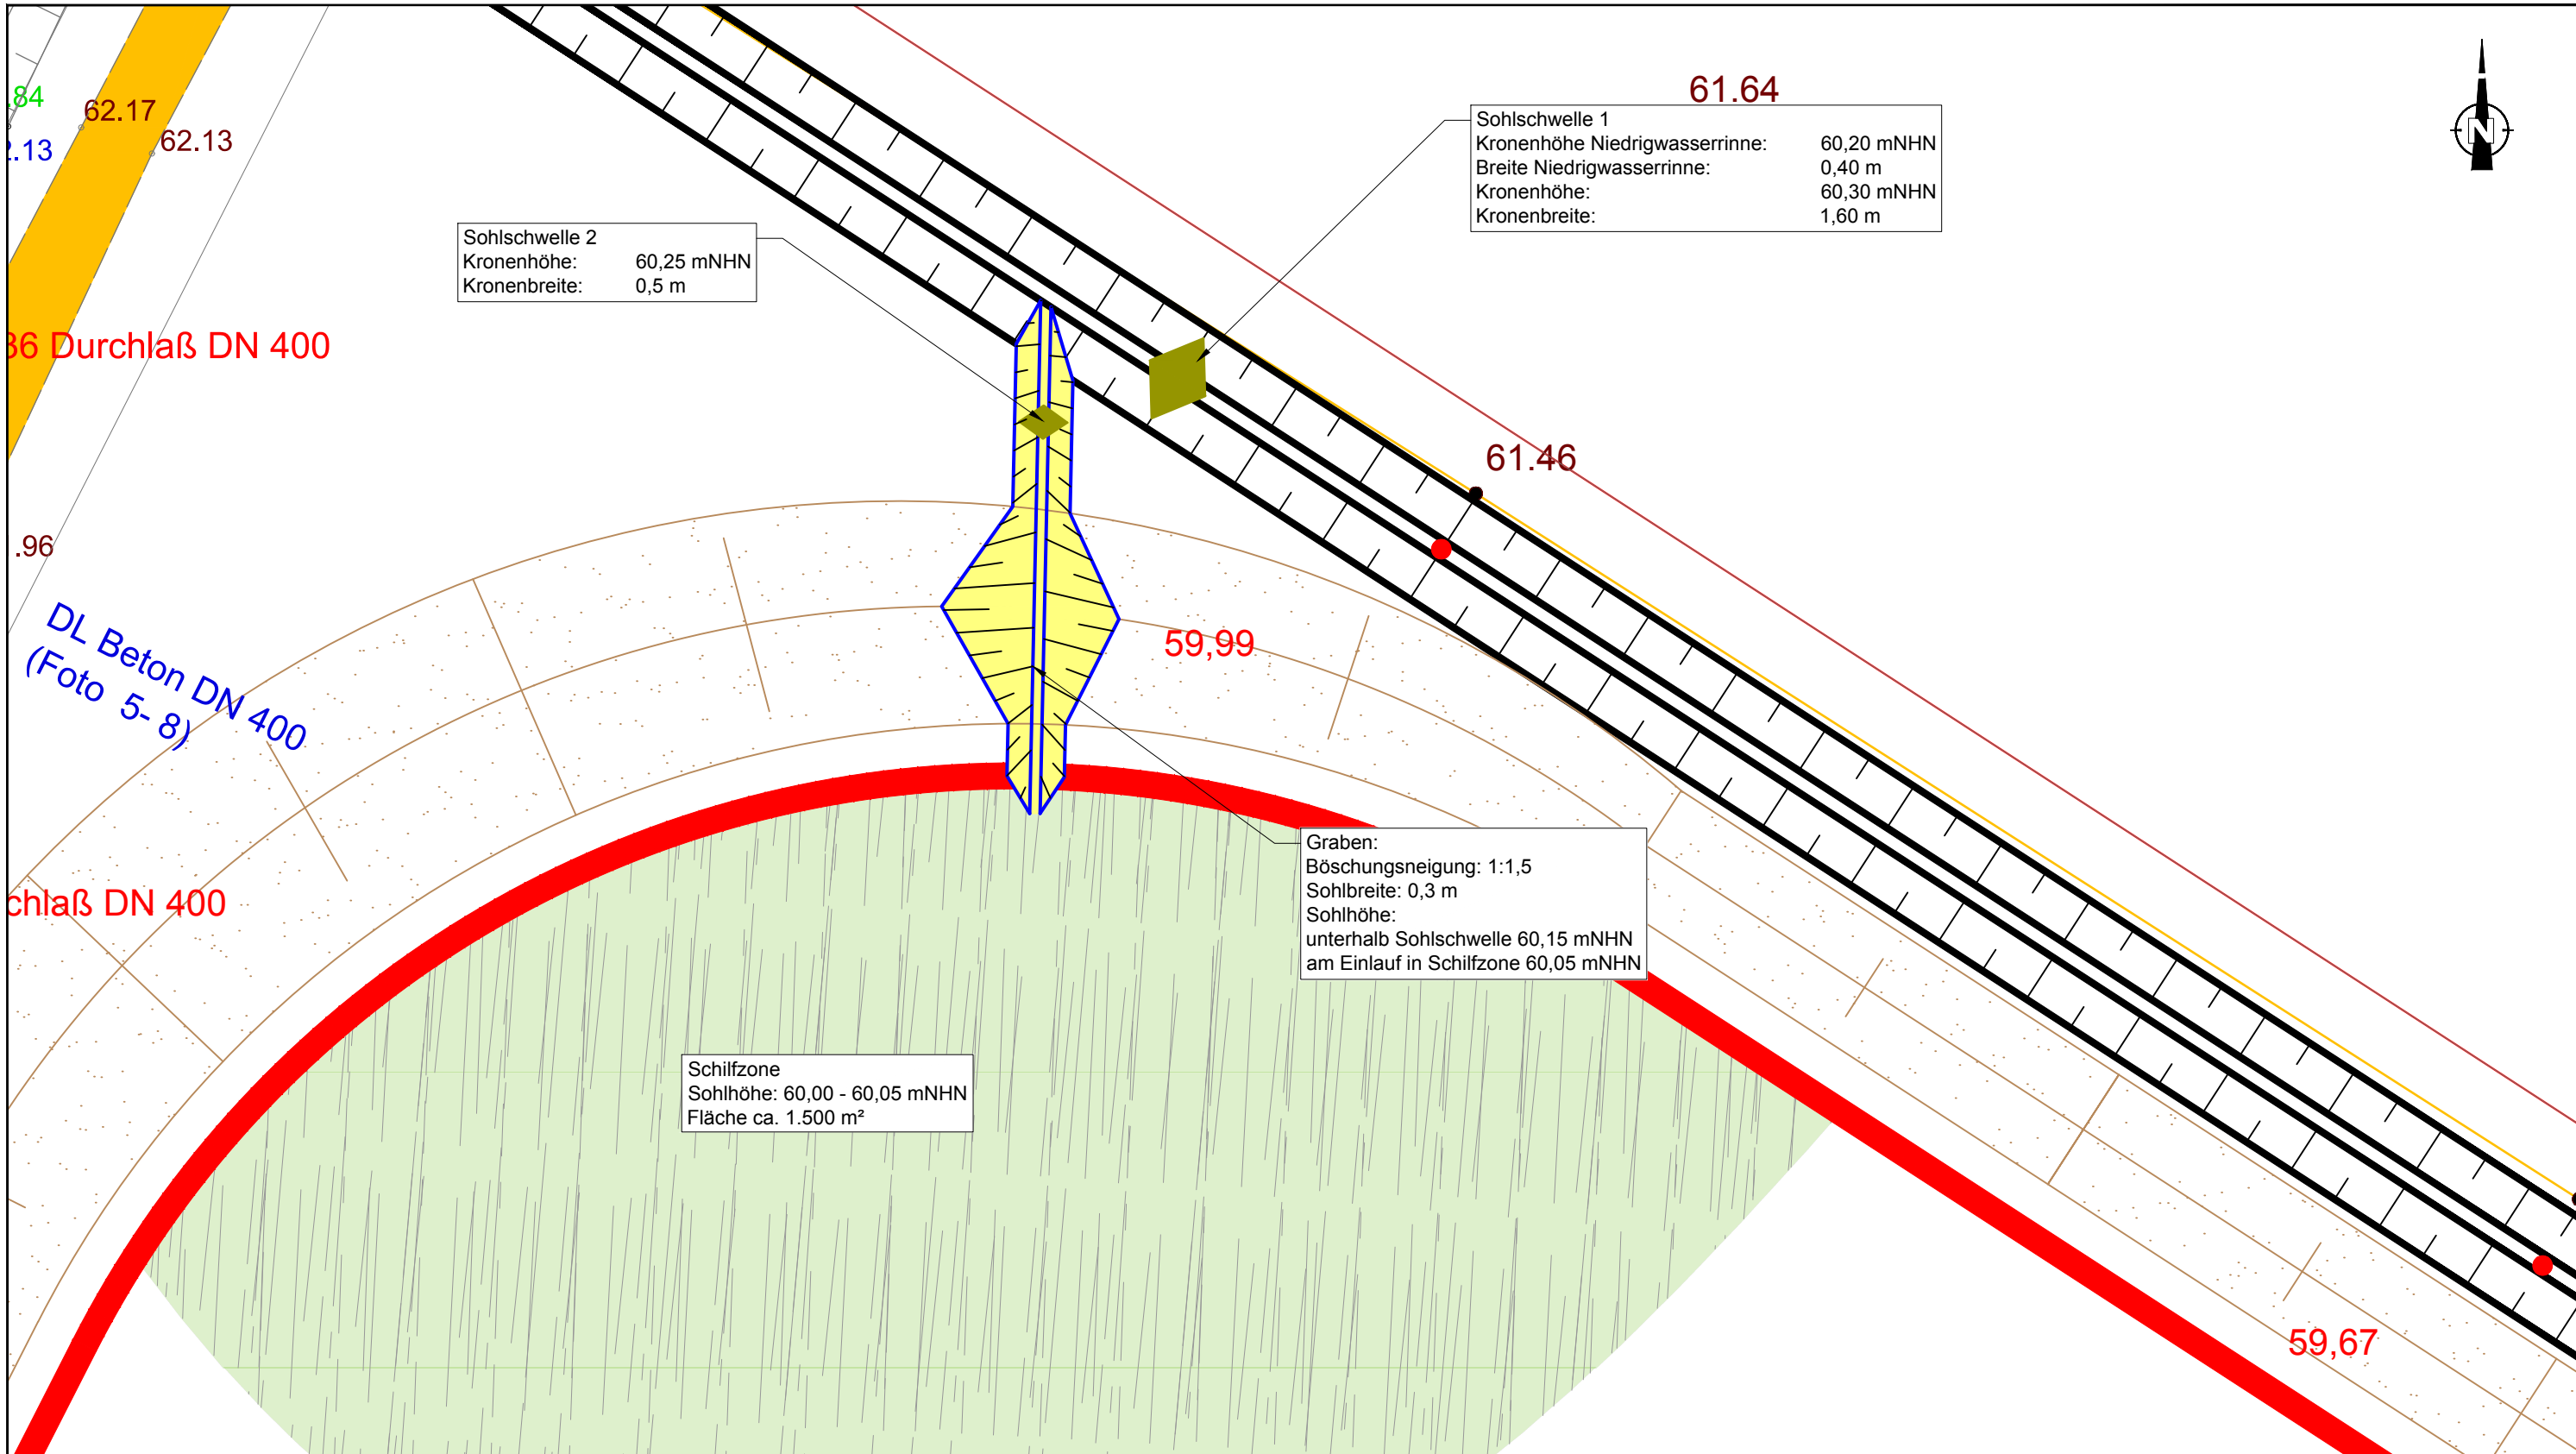 61.64
.84
62.17
62.13
2.13
N
Sohlschwelle 1
Kronenhöhe Niedrigwasserrinne: 60,20 mNHN
Breite Niedrigwasserrinne: 0,40 m
Kronenhöhe: 60,30 mNHN
Kronenbreite: 1,60 m
Sohlschwelle 2
Kronenhöhe: 60,25 mNHN
Kronenbreite: 0,5 m
36 Durchlaß DN 400
61.46
.96
DL Beton DN 400
(Foto 5- 8)
59,99
chlaß DN 400
Graben:
Böschungsneigung: 1:1,5
Sohlbreite: 0,3 m
Sohlhöhe:
unterhalb Sohlschwelle 60,15 mNHN
am Einlauf in Schilfzone 60,05 mNHN
Schilfzone
Sohlhöhe: 60,00 - 60,05 mNHN
Fläche ca. 1.500 m²
59,67